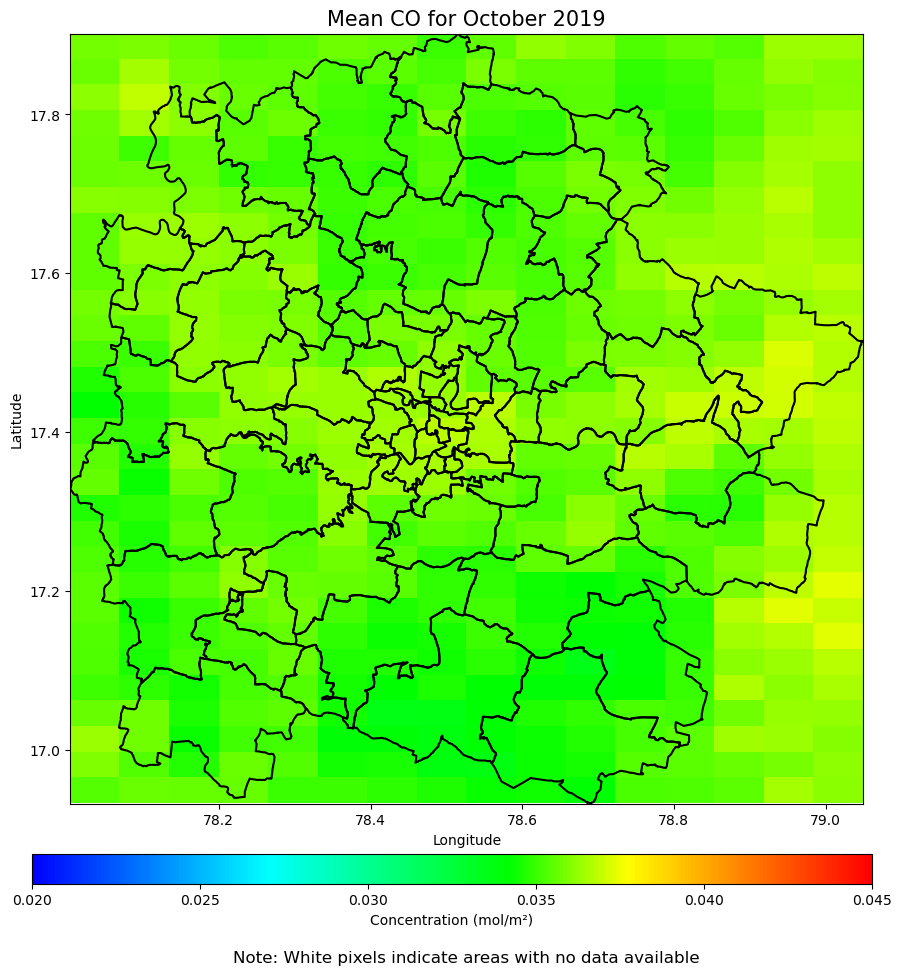 Mean CO for October 2019
17.8
17.6
17.4
17.2
17.0
Latitude
78.2 78.4 78.6 78.8 79.0
Longitude
0.020 0.025 0.030 0.035 0.040 0.045
Concentration (mol/m²)
Note: White pixels indicate areas with no data available